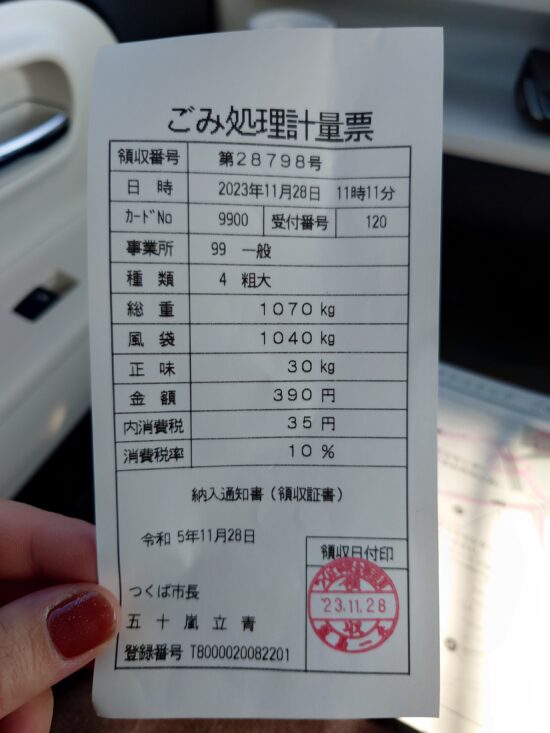 ごみ処理計量票
領収番号 第28798号
日 時 2023年11月28日 11時11分
ｶｰﾄﾞNo 9900 受付番号 120
事業所 99 一般
種 類 4 粗大
総 重 1070 kg
風 袋 1040 kg
正 味 30 kg
金 額 390 円
内消費税 35 円
消費税率 10 %
納入通知書（領収証書）
令和 5年11月28日
領収日付印
領
'23.11.28
収
つくば市長
五 十 嵐 立 青
登録番号 T8000020082201